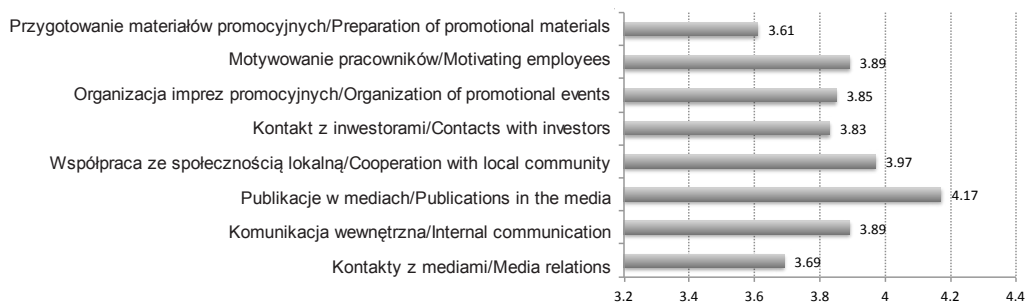 Przygotowanie materiałów promocyjnych/Preparation of promotional materials 3.61
Motywowanie pracowników/Motivating employees 3.89
Organizacja imprez promocyjnych/Organization of promotional events 3.85
Kontakt z inwestorami/Contacts with investors 3.83
Współpraca ze społecznością lokalną/Cooperation with local community 3.97
Publikacje w mediach/Publications in the media 4.17
Komunikacja wewnętrzna/Internal communication 3.89
Kontakty z mediami/Media relations 3.69
3.2 3.4 3.6 3.8 4 4.2 4.4